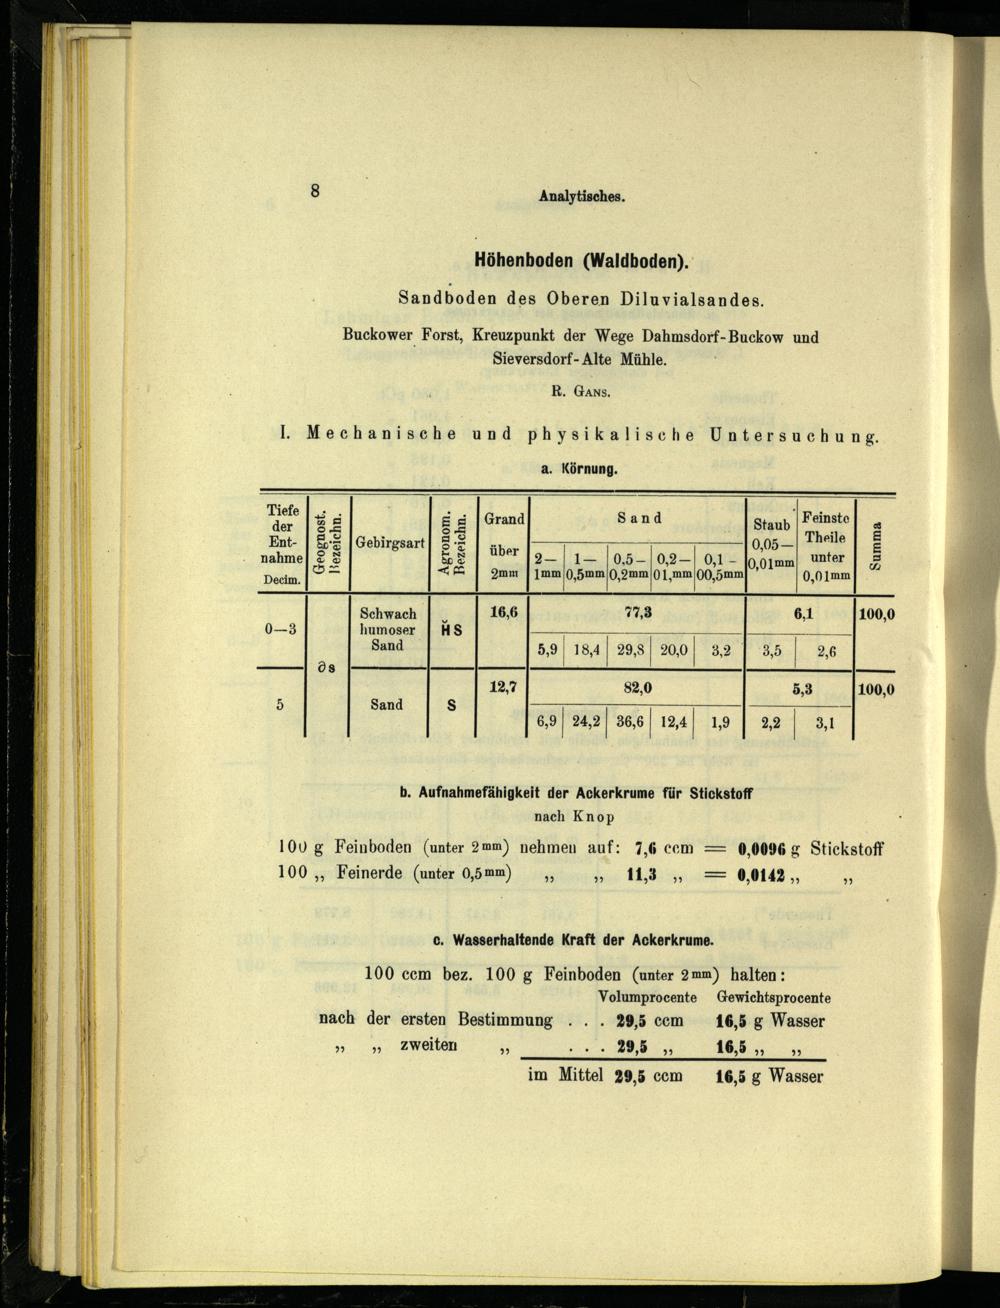 8 Analytisches.
Höhenboden (Waldboden).
Sandboden des Oberen Diluvialsandes.
Buckower Forst, Kreuzpunkt der Wege Dahmsdorf-Buckow und
Sieversdorf-Alte Mühle.
R. GANS.
I. Mechanische und physikalische Untersuchung.
a. Körnung.
Tiefe der Ent-nahme Decim. | Geognost. Bezeichn. | Gebirgsart | Agronom. Bezeichn. | Grand über 2mm | Sand | Staub 0,05—0,01mm | Feinste Theile unter 0,01mm | Summa
2—1mm | 1—0,5mm | 0,5—0,2mm | 0,2—01,mm | 0,1-00,5mm
0—3 | ∂s | Schwach humoser Sand | H̆S | 16,6 | 77,3 | 6,1 | 100,0
5,9 | 18,4 | 29,8 | 20,0 | 3,2 | 3,5 | 2,6
5 | Sand | S | 12,7 | 82,0 | 5,3 | 100,0
6,9 | 24,2 | 36,6 | 12,4 | 1,9 | 2,2 | 3,1
b. Aufnahmefähigkeit der Ackerkrume für Stickstoff
nach Knop
100 g Feinboden (unter 2mm) nehmen auf: 7,6 ccm = 0,0096 g Stickstoff
100 „ Feinerde (unter 0,5mm) „ „ 11,3 „ = 0,0142 „ „
c. Wasserhaltende Kraft der Ackerkrume.
100 ccm bez. 100 g Feinboden (unter 2mm) halten:
Volumprocente Gewichtsprocente
nach der ersten Bestimmung . . . 29,5 ccm 16,5 g Wasser
„ „ zweiten „ . . . 29,5 „ 16,5 „ „
im Mittel 29,5 ccm 16,5 g Wasser